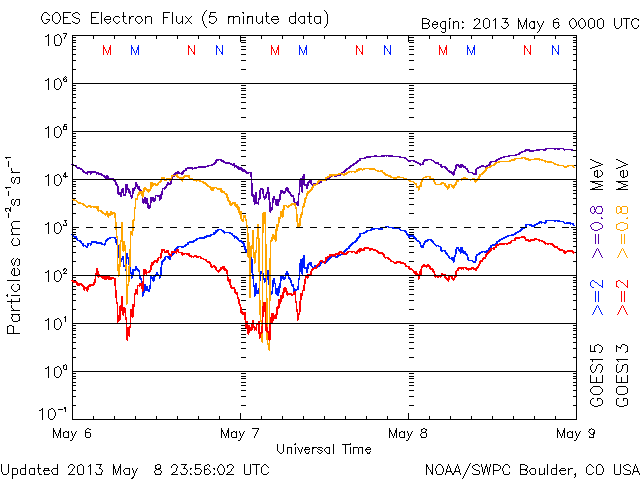 GOES Electron Flux (5 minute data)
Begin: 2013 May 6 0000 UTC
10⁷
M M N N M M N N M M N N
10⁶
10⁵
10⁴
10³
10²
10¹
10⁰
10⁻¹
Particles cm⁻²s⁻¹sr⁻¹
GOES15 >=2 >=0.8 MeV
GOES13 >=2 >=0.8 MeV
May 6 May 7 May 8 May 9
Universal Time
Updated 2013 May 8 23:56:02 UTC
NOAA/SWPC Boulder, CO USA